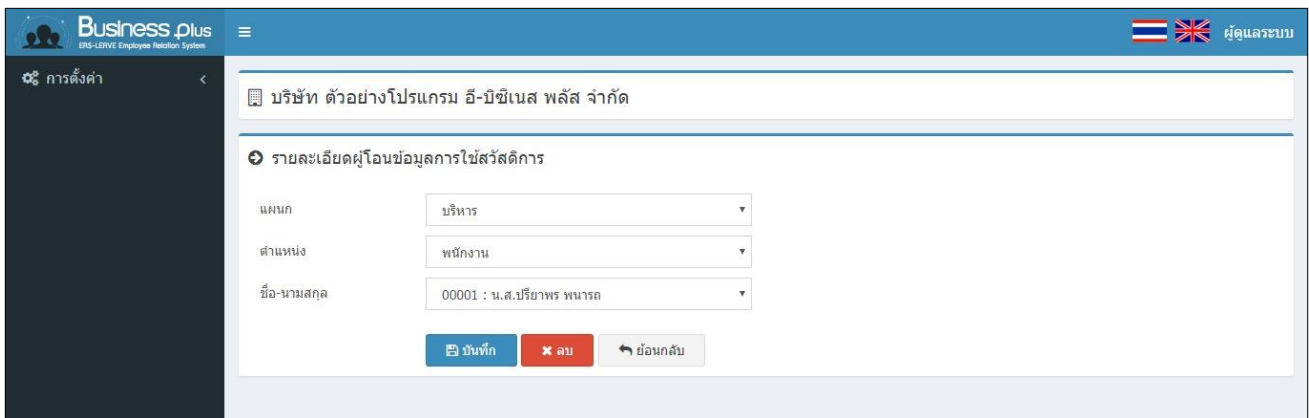 Business Plus
ERS-LERVE Employee Relation System
ผู้ดูแลระบบ
การตั้งค่า
บริษัท ตัวอย่างโปรแกรม อี-บิซิเนส พลัส จำกัด
รายละเอียดผู้โอนข้อมูลการใช้สวัสดิการ
แผนก บริหาร
ตำแหน่ง พนักงาน
ชื่อ-นามสกุล 00001 : น.ส.ปรียาพร พนารถ
บันทึก ลบ ย้อนกลับ